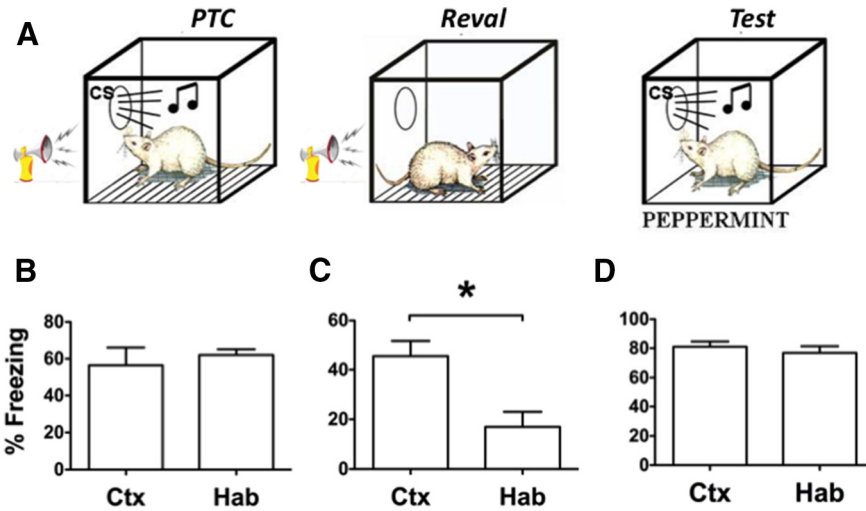 A
PTC
Reval
Test
CS
CS
PEPPERMINT
B
C
D
% Freezing
80
60
40
20
0
Ctx
Hab
*
60
40
20
0
Ctx
Hab
100
80
60
40
20
0
Ctx
Hab